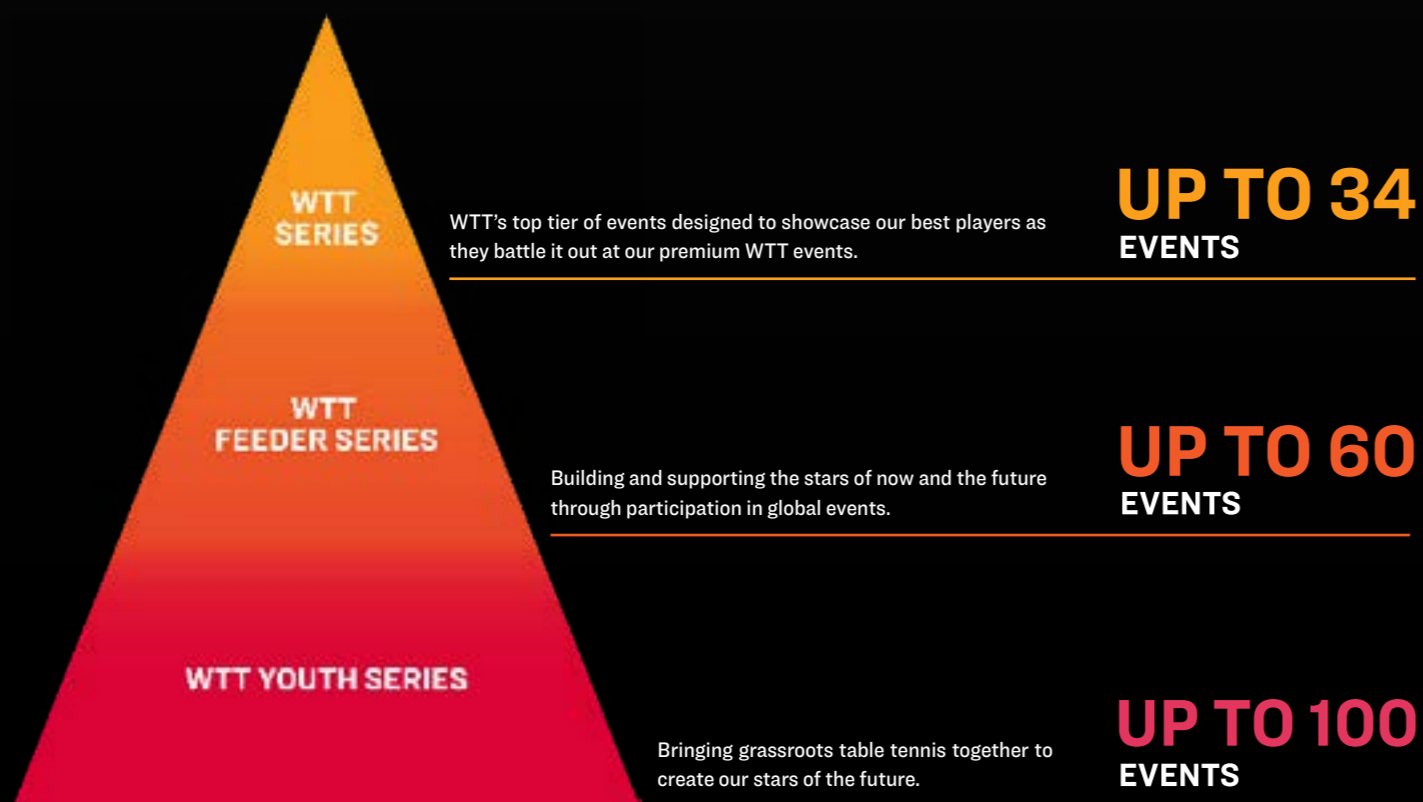 WTT
SERIES
WTT's top tier of events designed to showcase our best players as
they battle it out at our premium WTT events.
UP TO 34
EVENTS
WTT
FEEDER SERIES
Building and supporting the stars of now and the future
through participation in global events.
UP TO 60
EVENTS
WTT YOUTH SERIES
Bringing grassroots table tennis together to
create our stars of the future.
UP TO 100
EVENTS